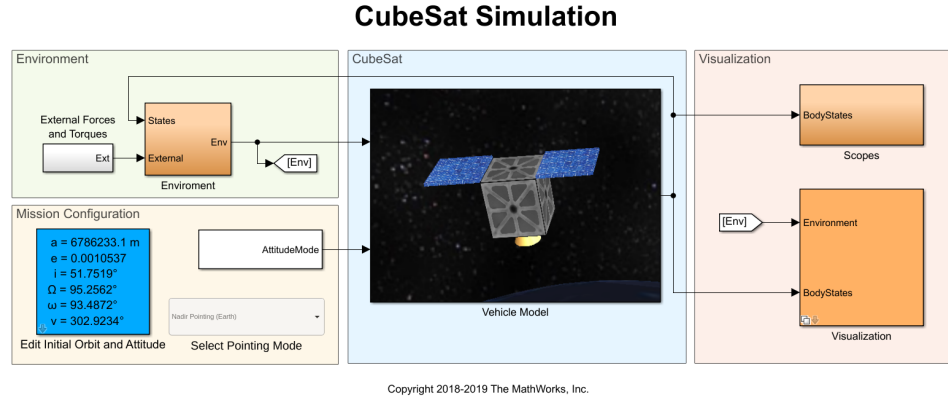 CubeSat Simulation
Environment
External Forces
and Torques
Ext
States
External
Env
Enviroment
[Env]
Mission Configuration
a = 6786233.1 m
e = 0.0010537
i = 51.7519°
Ω = 95.2562°
ω = 93.4872°
v = 302.9234°
Edit Initial Orbit and Attitude
AttitudeMode
Nadir Pointing (Earth)
Select Pointing Mode
CubeSat
Vehicle Model
Visualization
BodyStates
Scopes
[Env]
Environment
BodyStates
Visualization
Copyright 2018-2019 The MathWorks, Inc.